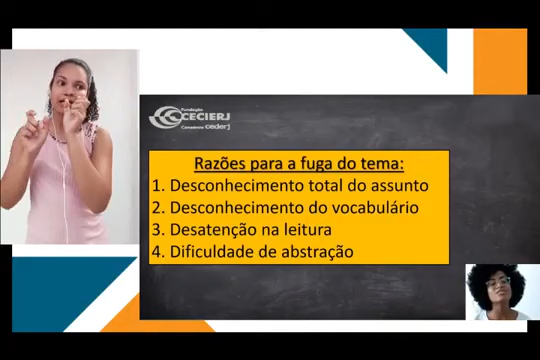 Fundação
CECIERJ
Consórcio cederj
Razões para a fuga do tema:
1. Desconhecimento total do assunto
2. Desconhecimento do vocabulário
3. Desatenção na leitura
4. Dificuldade de abstração